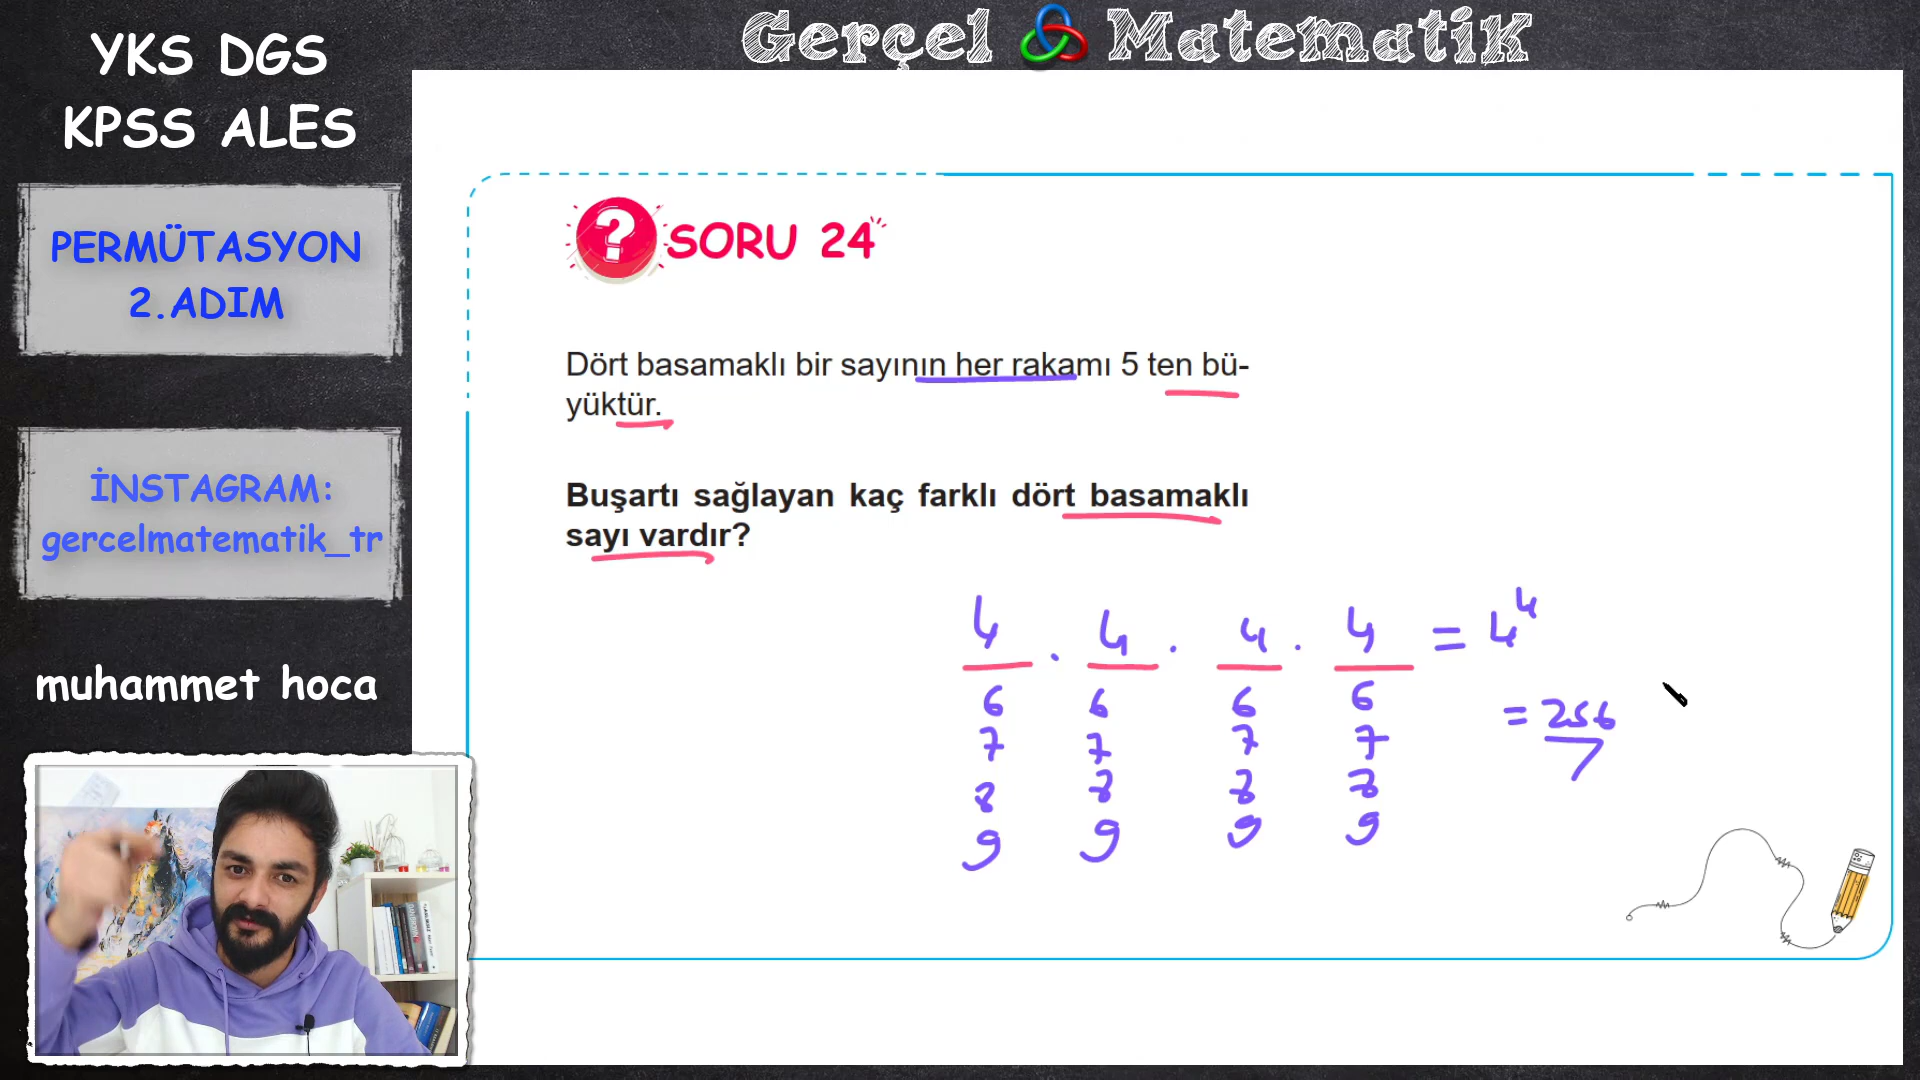 YKS DGS
KPSS ALES
Gerçel Matematik
PERMÜTASYON
2.ADIM
İNSTAGRAM:
gercelmatematik_tr
muhammet hoca
SORU 24
Dört basamaklı bir sayının her rakamı 5 ten bü-
yüktür.
Buşartı sağlayan kaç farklı dört basamaklı
sayı vardır?
4 . 4 . 4 . 4 = 4⁴
6 6 6 6
= 256
7 7 7 7
8 8 8 8
9 9 9 9